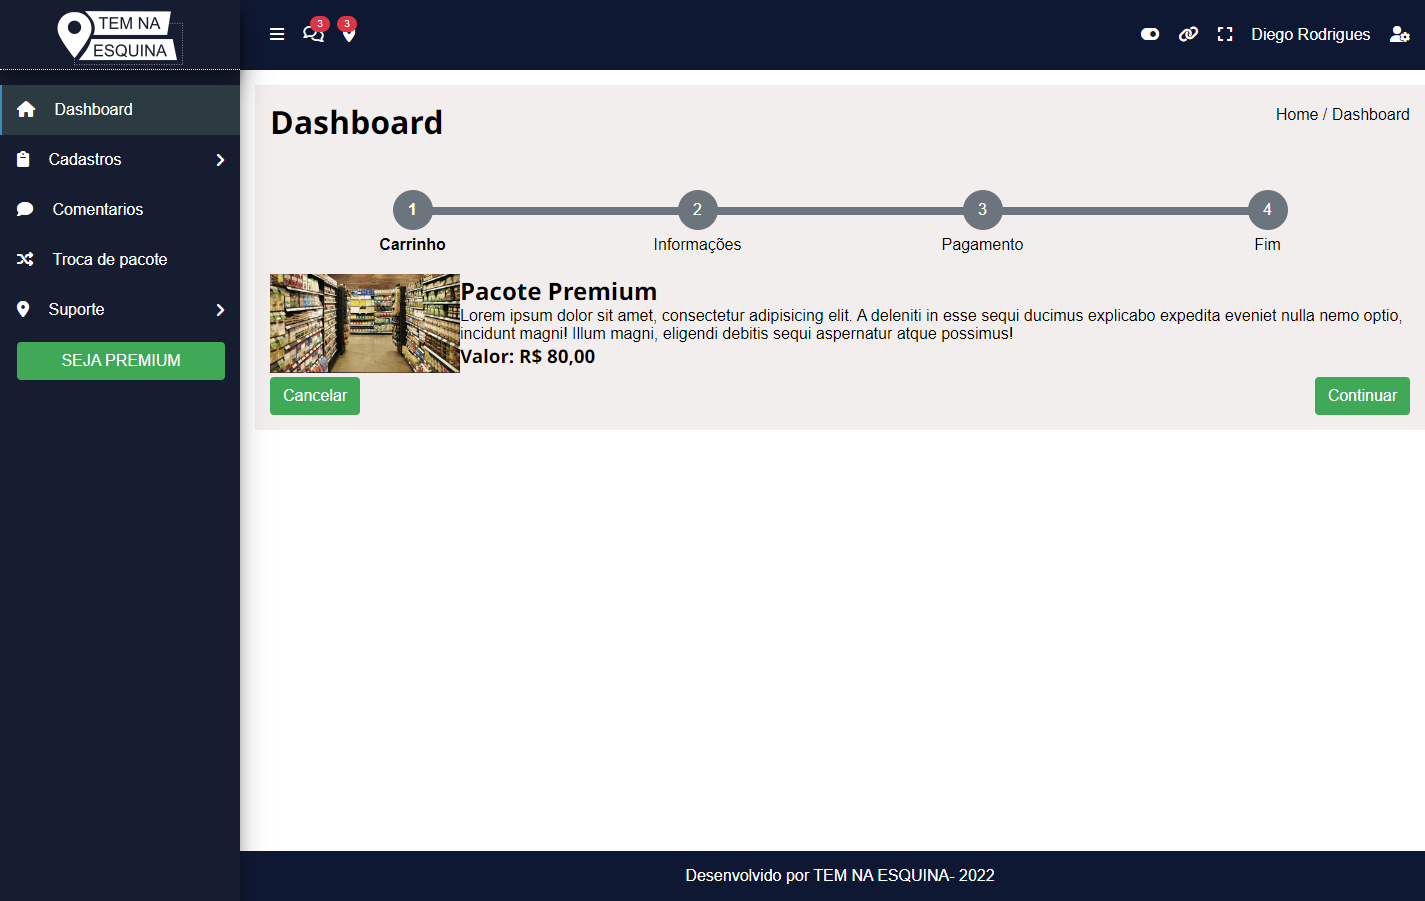 TEM NA
ESQUINA
3
3
Diego Rodrigues
Dashboard
Cadastros
Comentarios
Troca de pacote
Suporte
SEJA PREMIUM
Dashboard
Home / Dashboard
1
2
3
4
Carrinho
Informações
Pagamento
Fim
Pacote Premium
Lorem ipsum dolor sit amet, consectetur adipisicing elit. A deleniti in esse sequi ducimus explicabo expedita eveniet nulla nemo optio,
incidunt magni! Illum magni, eligendi debitis sequi aspernatur atque possimus!
Valor: R$ 80,00
Cancelar
Continuar
Desenvolvido por TEM NA ESQUINA- 2022